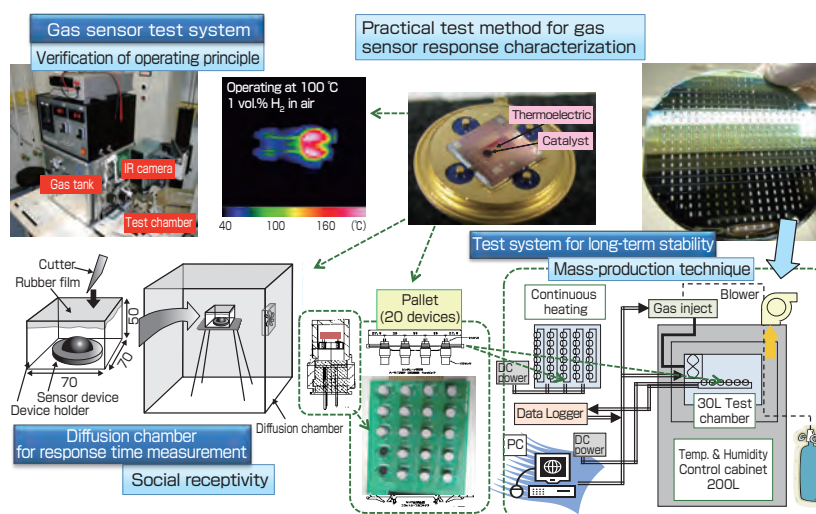 Gas sensor test system
Verification of operating principle
Practical test method for gas
sensor response characterization
Gas tank
IR camera
Test chamber
Operating at 100 ℃
1 vol.% H2 in air
40
100
160
(℃)
Thermoelectric
Catalyst
Cutter
Rubber film
50
70
70
Sensor device
Device holder
Diffusion chamber
Diffusion chamber
for response time measurement
Social receptivity
Pallet
(20 devices)
Test system for long-term stability
Mass-production technique
Continuous
heating
DC
power
Data Logger
PC
DC
power
Gas inject
Blower
30L Test
chamber
Temp. & Humidity
Control cabinet
200L